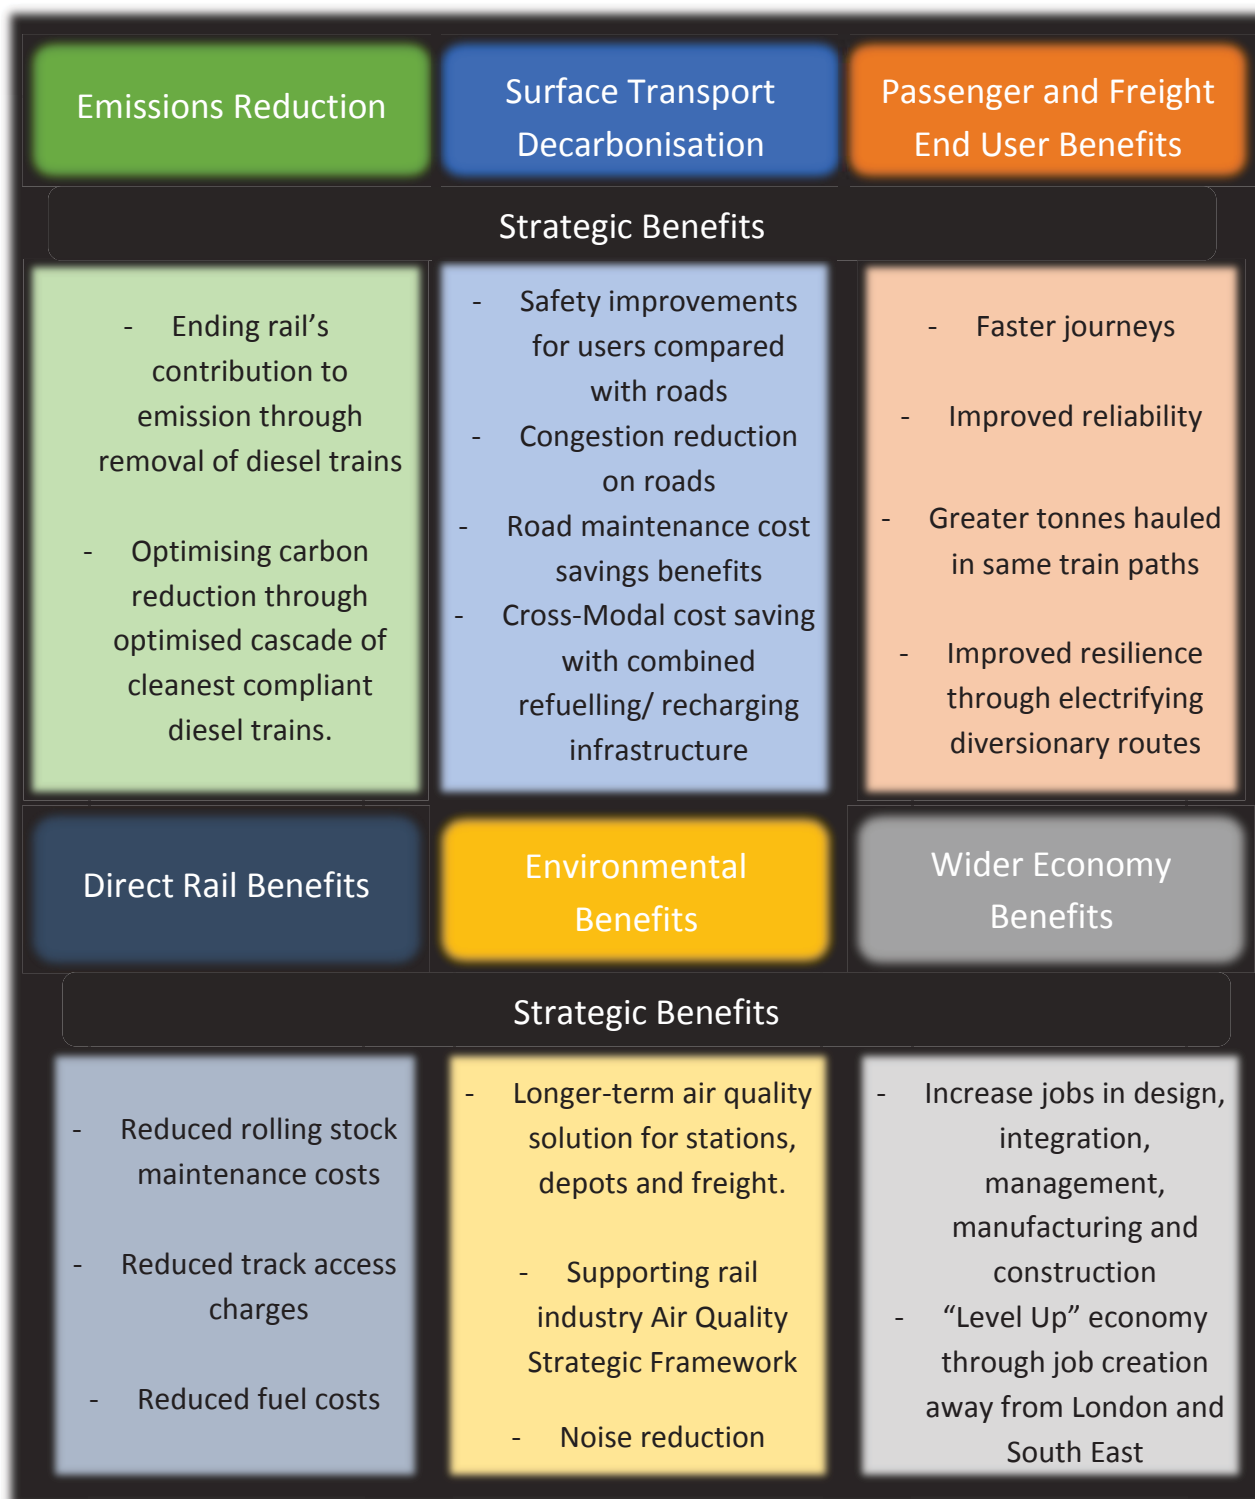 Emissions Reduction
Surface Transport
Decarbonisation
Passenger and Freight
End User Benefits
Strategic Benefits
- Ending rail’s
contribution to
emission through
removal of diesel trains
- Optimising carbon
reduction through
optimised cascade of
cleanest compliant
diesel trains.
- Safety improvements
for users compared
with roads
- Congestion reduction
on roads
- Road maintenance cost
savings benefits
- Cross-Modal cost saving
with combined
refuelling/ recharging
infrastructure
- Faster journeys
- Improved reliability
- Greater tonnes hauled
in same train paths
- Improved resilience
through electrifying
diversionary routes
Direct Rail Benefits
Environmental
Benefits
Wider Economy
Benefits
Strategic Benefits
- Reduced rolling stock
maintenance costs
- Reduced track access
charges
- Reduced fuel costs
- Longer-term air quality
solution for stations,
depots and freight.
- Supporting rail
industry Air Quality
Strategic Framework
- Noise reduction
- Increase jobs in design,
integration,
management,
manufacturing and
construction
- “Level Up” economy
through job creation
away from London and
South East